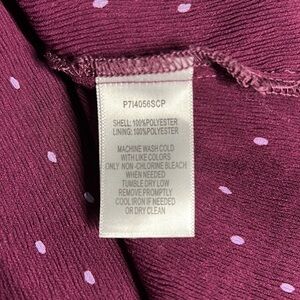 P7I4056SCP
SHELL: 100%POLYESTER
LINING: 100%POLYESTER
MACHINE WASH COLD
WITH LIKE COLORS
ONLY NON-CHLORINE BLEACH
WHEN NEEDED
TUMBLE DRY LOW
REMOVE PROMPTLY
COOL IRON IF NEEDED
OR DRY CLEAN